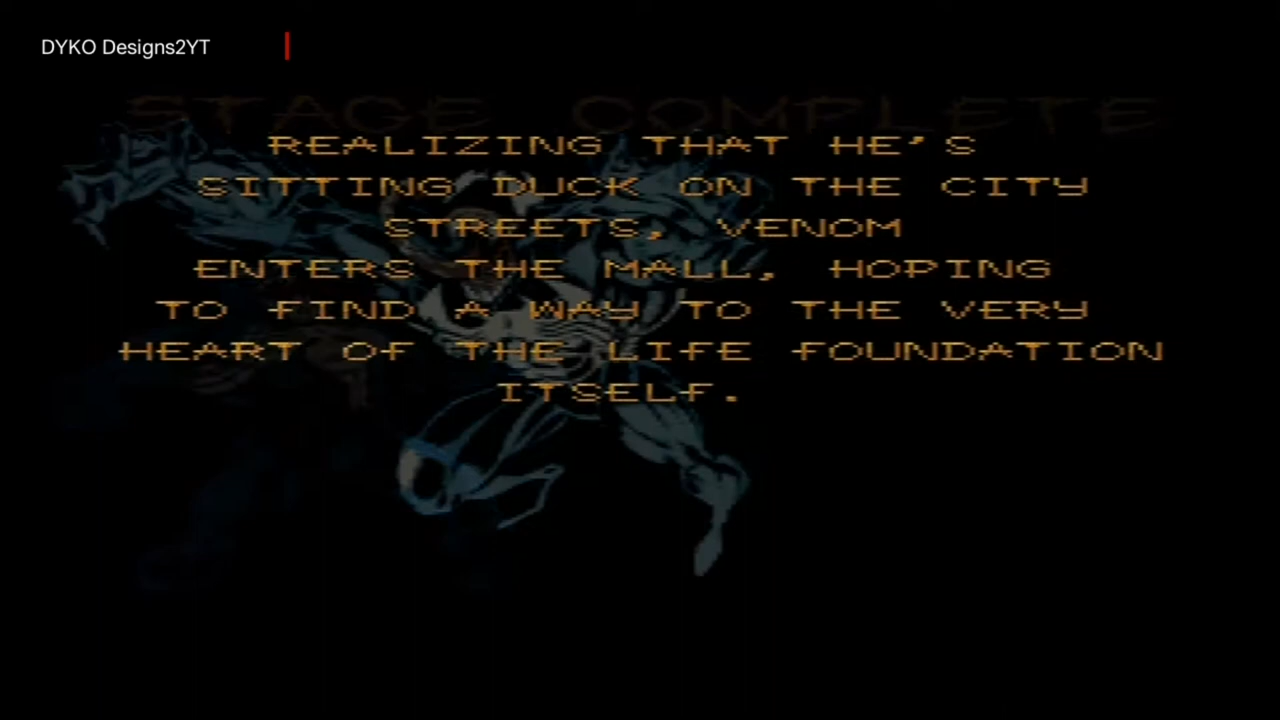 DYKO Designs2YT
STAGE COMPLETE
REALIZING THAT HE'S
SITTING DUCK ON THE CITY
STREETS, VENOM
ENTERS THE MALL, HOPING
TO FIND A WAY TO THE VERY
HEART OF THE LIFE FOUNDATION
ITSELF.